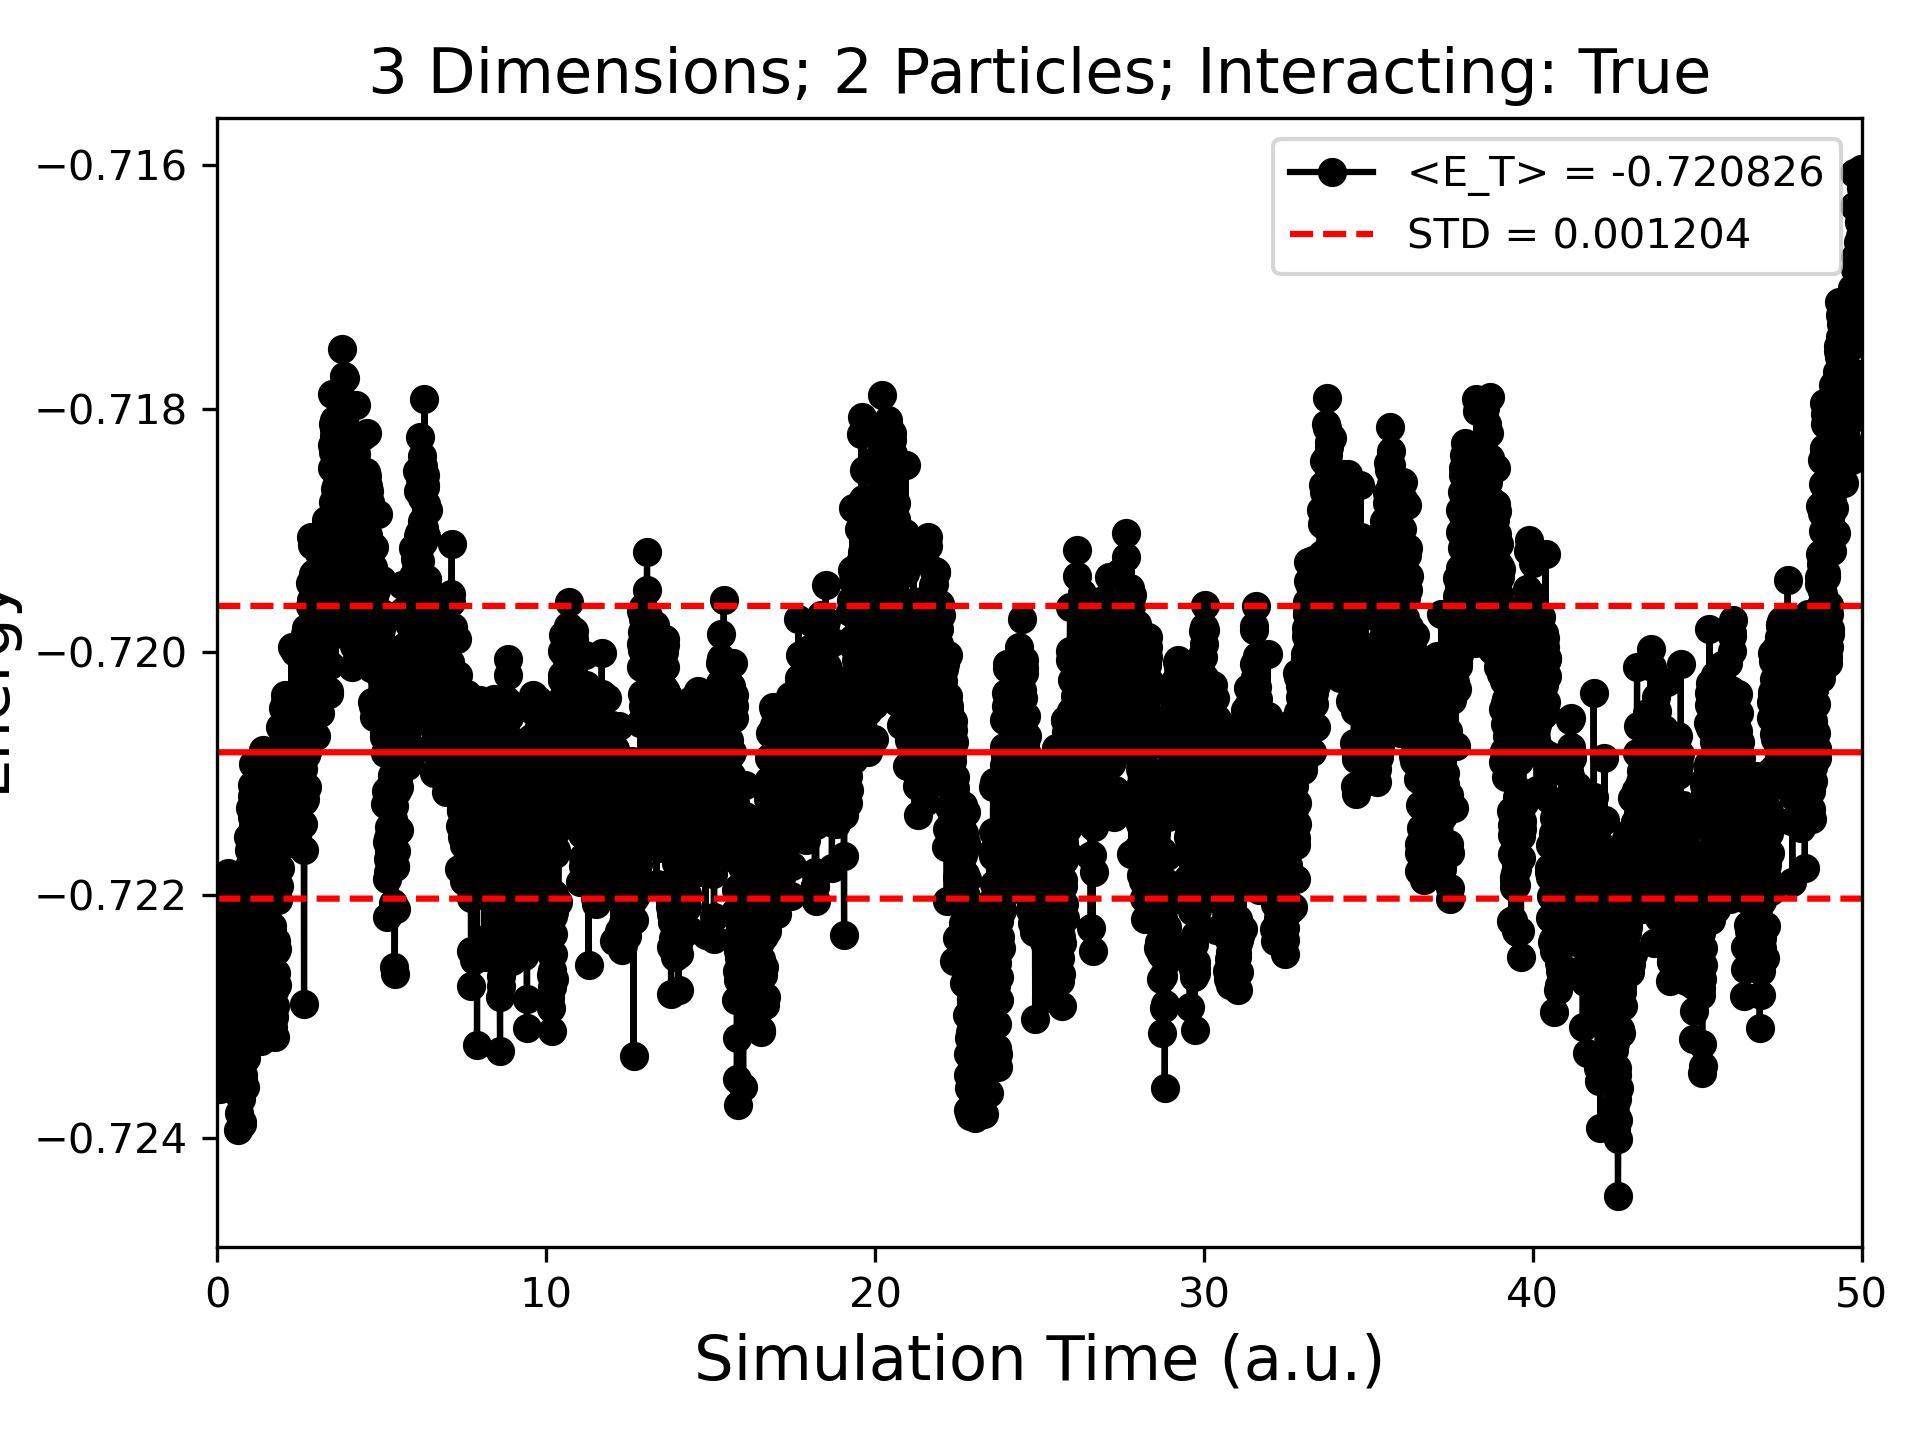 3 Dimensions; 2 Particles; Interacting: True
<E_T> = -0.720826
STD = 0.001204
−0.716
−0.718
−0.720
−0.722
−0.724
Energy
0 10 20 30 40 50
Simulation Time (a.u.)